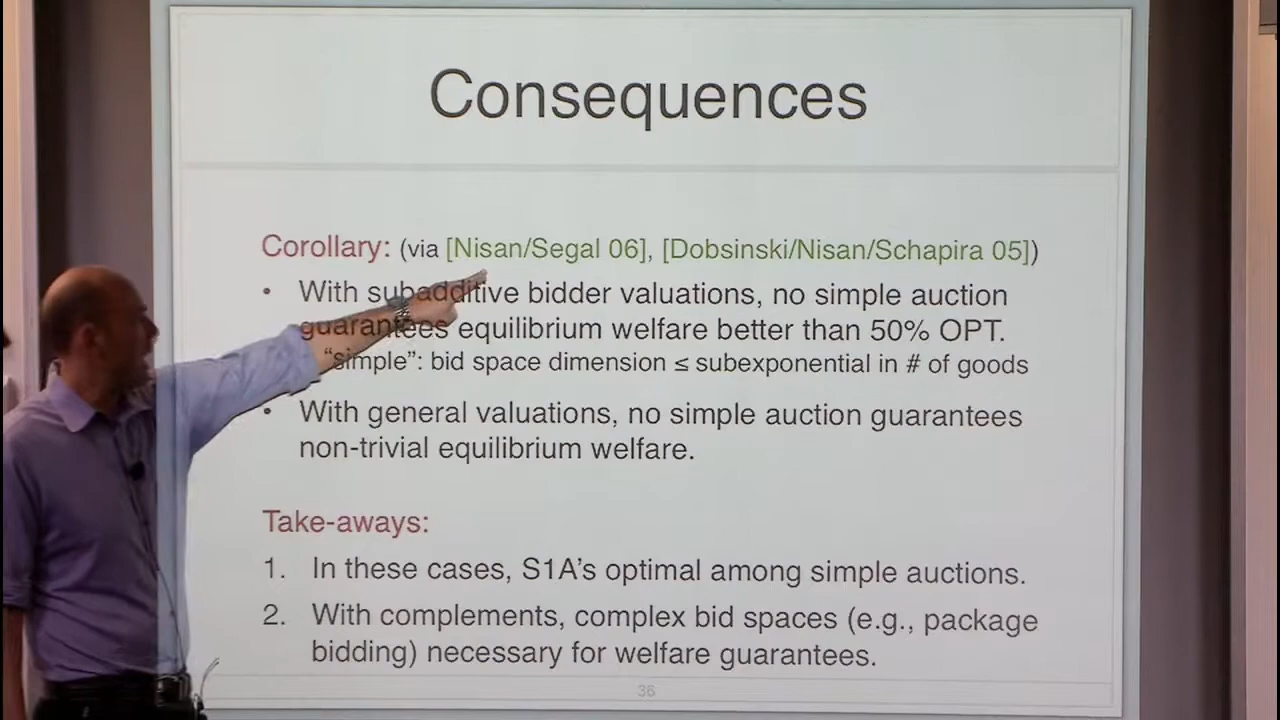 Consequences
Corollary: (via [Nisan/Segal 06], [Dobsinski/Nisan/Schapira 05])
• With subadditive bidder valuations, no simple auction
guarantees equilibrium welfare better than 50% OPT.
"simple": bid space dimension ≤ subexponential in # of goods
• With general valuations, no simple auction guarantees
non-trivial equilibrium welfare.
Take-aways:
1. In these cases, S1A's optimal among simple auctions.
2. With complements, complex bid spaces (e.g., package
bidding) necessary for welfare guarantees.
36